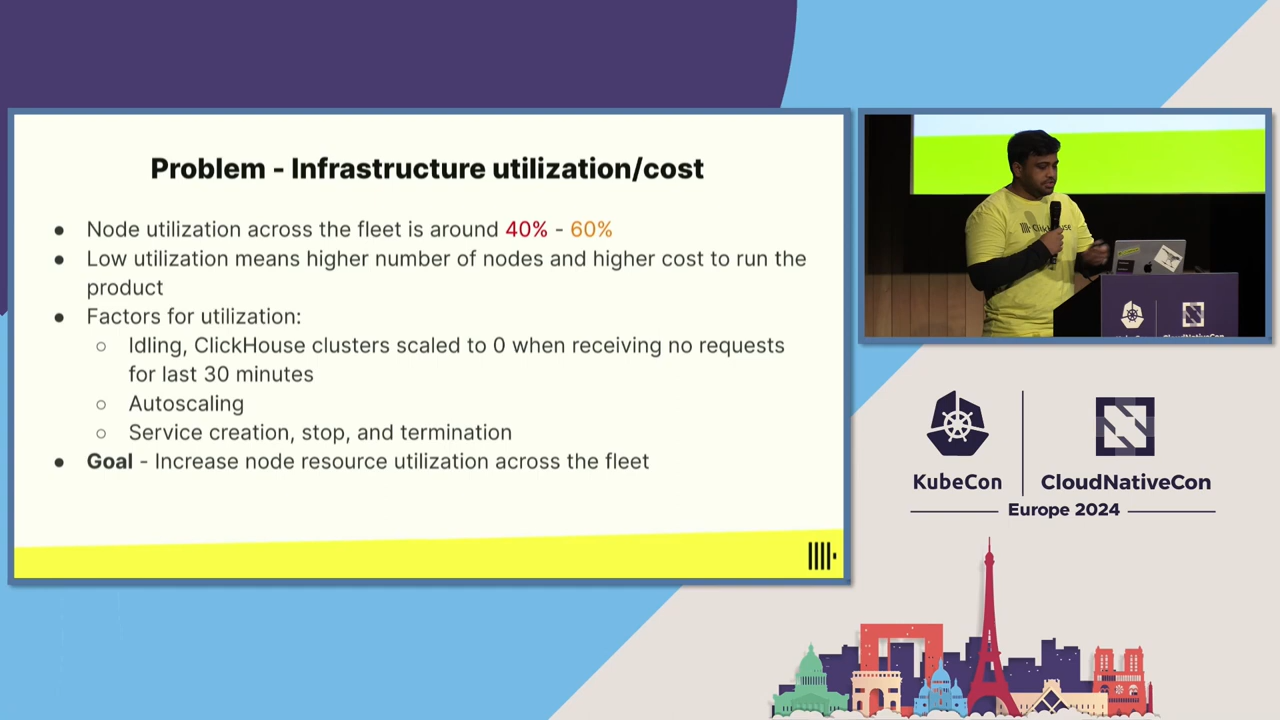 Problem - Infrastructure utilization/cost
● Node utilization across the fleet is around 40% - 60%
● Low utilization means higher number of nodes and higher cost to run the
product
● Factors for utilization:
○ Idling, ClickHouse clusters scaled to 0 when receiving no requests
for last 30 minutes
○ Autoscaling
○ Service creation, stop, and termination
● Goal - Increase node resource utilization across the fleet
KubeCon
CloudNativeCon
Europe 2024